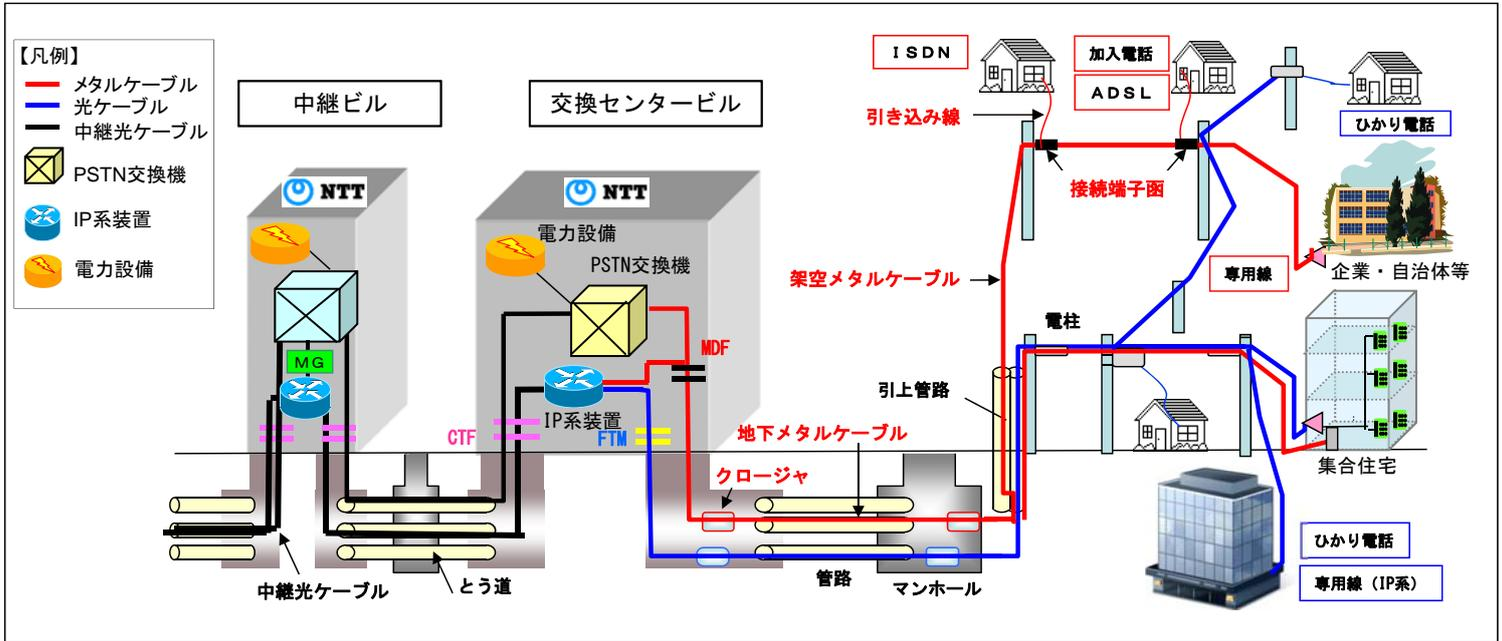 【凡例】
メタルケーブル
光ケーブル
中継光ケーブル
PSTN交換機
IP系装置
電力設備
中継ビル
交換センタービル
NTT
NTT
MG
電力設備
PSTN交換機
MDF
IP系装置
CTF
FTM
中継光ケーブル
とう道
クロージャ
地下メタルケーブル
管路
マンホール
ISDN
加入電話
ADSL
引き込み線
接続端子函
架空メタルケーブル
電柱
引上管路
ひかり電話
専用線
企業・自治体等
集合住宅
ひかり電話
専用線（IP系）